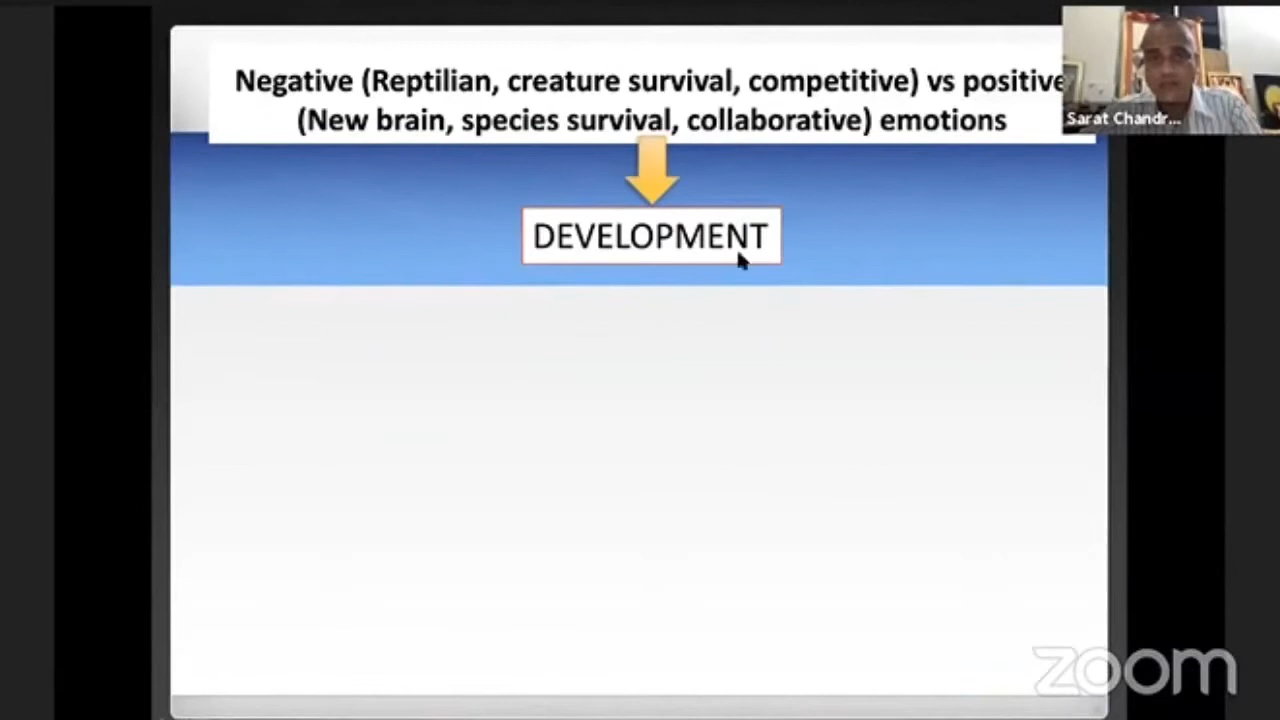 Negative (Reptilian, creature survival, competitive) vs positive
(New brain, species survival, collaborative) emotions
Sarat Chandr...
DEVELOPMENT
zoom